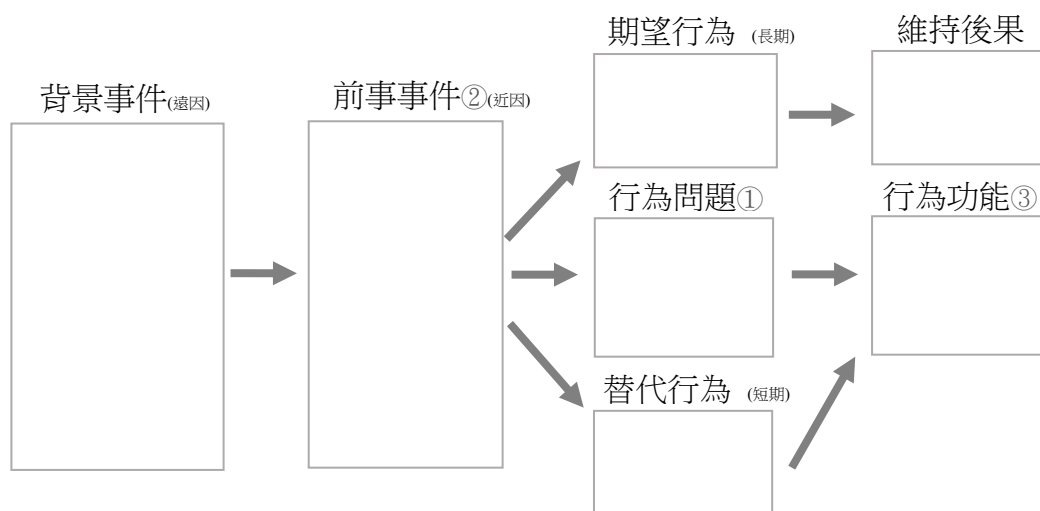 背景事件(遠因)
前事事件②(近因)
期望行為 (長期)
維持後果
行為問題①
行為功能③
替代行為 (短期)